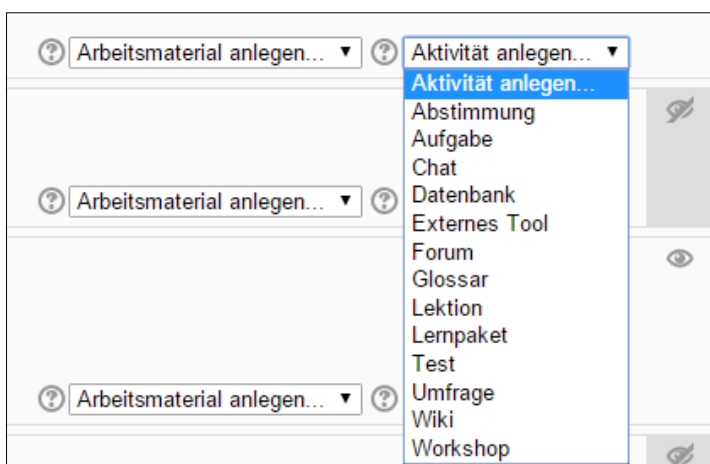 Arbeitsmaterial anlegen... Aktivität anlegen...
Aktivität anlegen...
Abstimmung
Aufgabe
Chat
Arbeitsmaterial anlegen... Datenbank
Externes Tool
Forum
Glossar
Lektion
Lernpaket
Test
Arbeitsmaterial anlegen... Umfrage
Wiki
Workshop